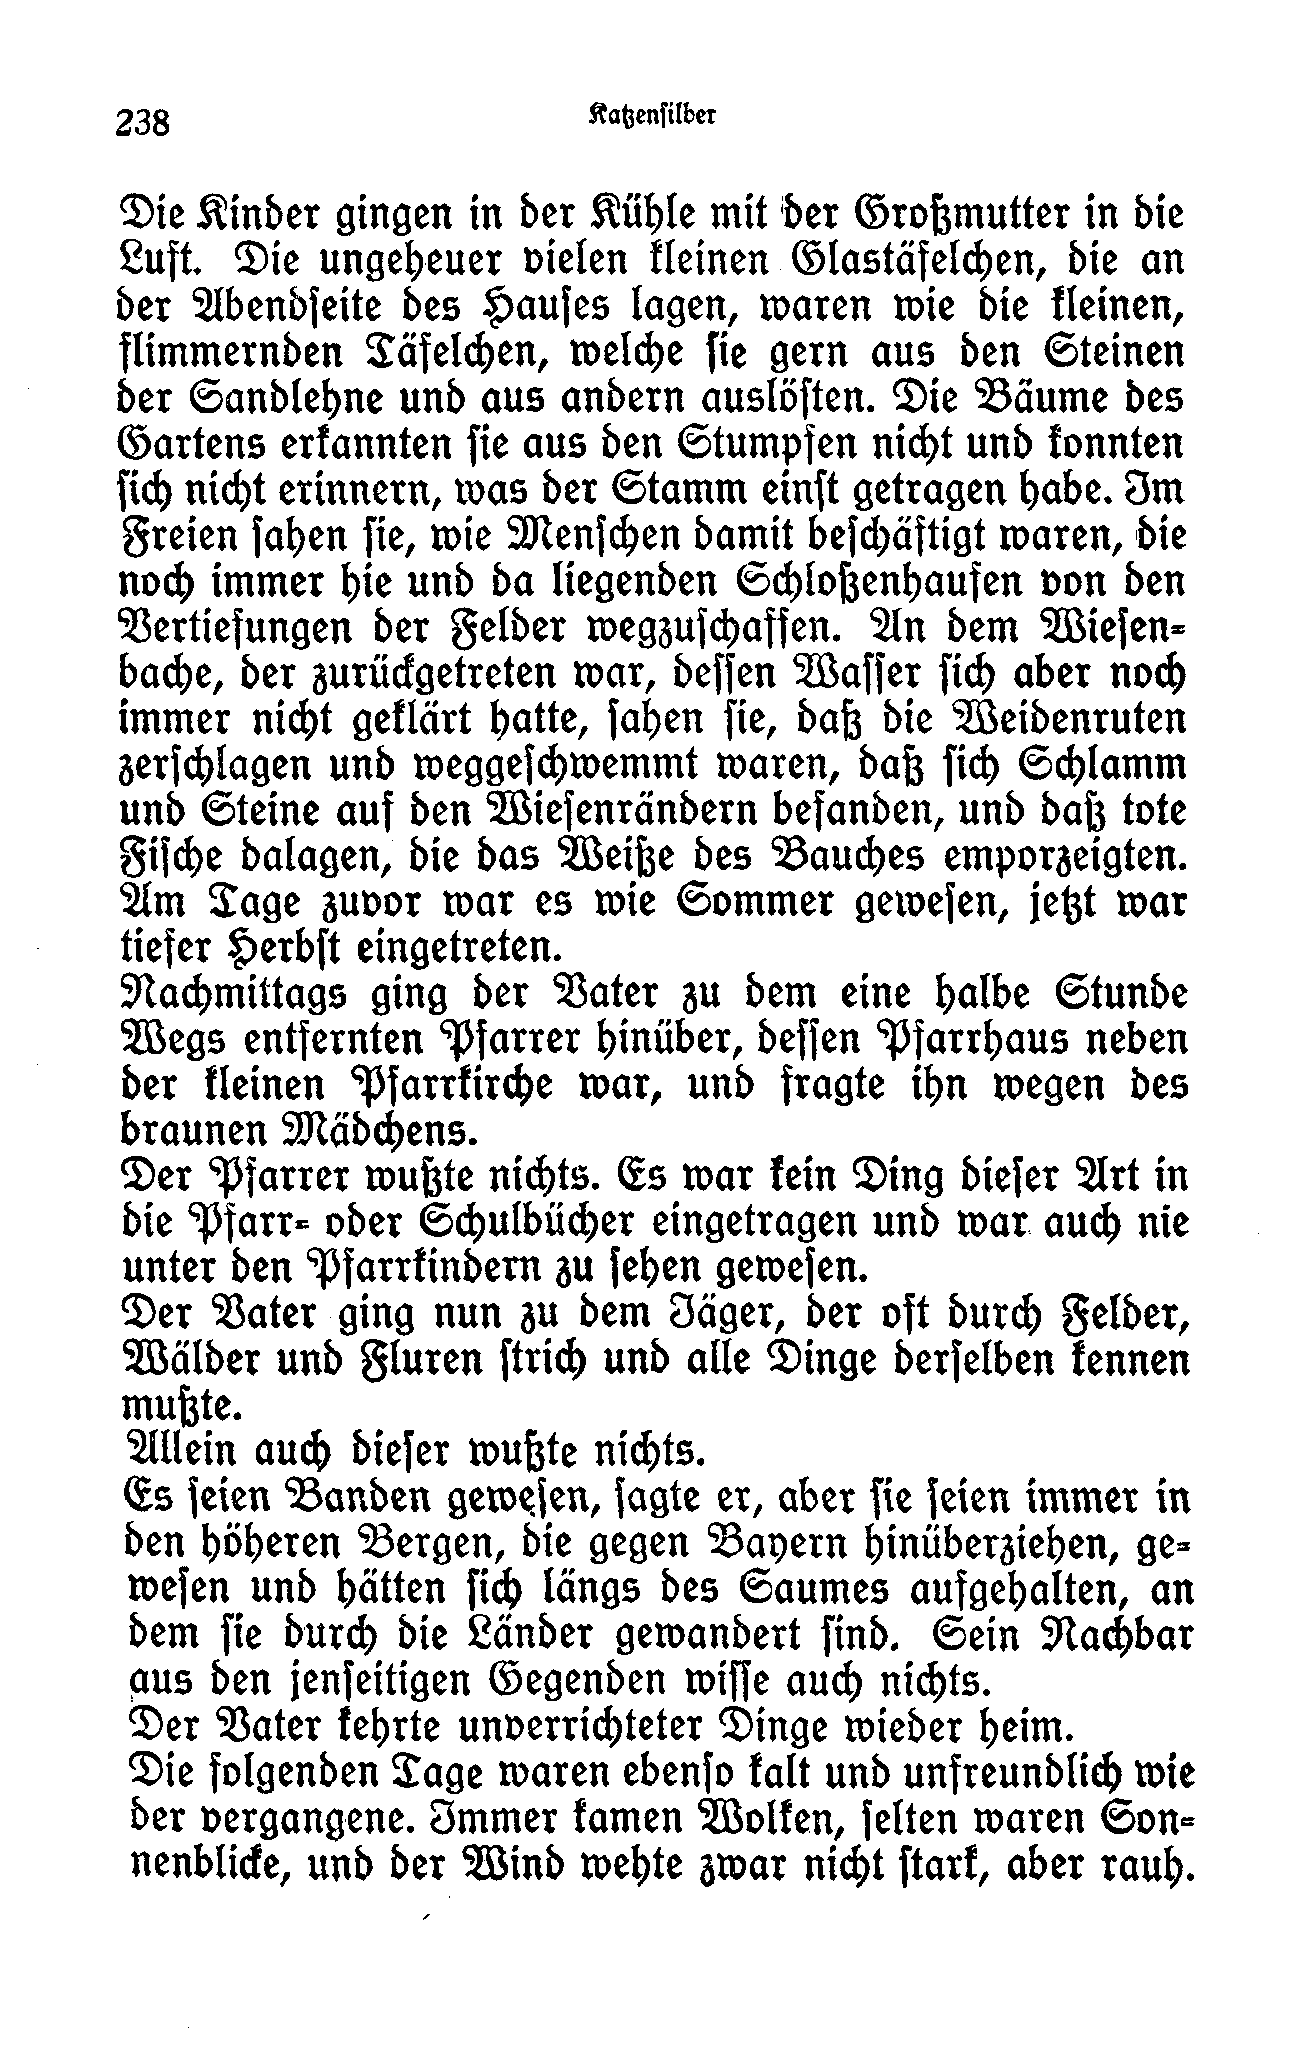 238
Katzensilber
Die Kinder gingen in der Kühle mit der Großmutter in die
Luft. Die ungeheuer vielen kleinen Glastäfelchen, die an
der Abendseite des Hauses lagen, waren wie die kleinen,
flimmernden Täfelchen, welche sie gern aus den Steinen
der Sandlehne und aus andern auslösten. Die Bäume des
Gartens erkannten sie aus den Stumpfen nicht und konnten
sich nicht erinnern, was der Stamm einst getragen habe. Im
Freien sahen sie, wie Menschen damit beschäftigt waren, die
noch immer hie und da liegenden Schloßenhaufen von den
Vertiefungen der Felder wegzuschaffen. An dem Wiesen-
bache, der zurückgetreten war, dessen Wasser sich aber noch
immer nicht geklärt hatte, sahen sie, daß die Weidenruten
zerschlagen und weggeschwemmt waren, daß sich Schlamm
und Steine auf den Wiesenrändern befanden, und daß tote
Fische dalagen, die das Weiße des Bauches emporzeigten.
Am Tage zuvor war es wie Sommer gewesen, jetzt war
tiefer Herbst eingetreten.
Nachmittags ging der Vater zu dem eine halbe Stunde
Wegs entfernten Pfarrer hinüber, dessen Pfarrhaus neben
der kleinen Pfarrkirche war, und fragte ihn wegen des
braunen Mädchens.
Der Pfarrer wußte nichts. Es war kein Ding dieser Art in
die Pfarr- oder Schulbücher eingetragen und war auch nie
unter den Pfarrkindern zu sehen gewesen.
Der Vater ging nun zu dem Jäger, der oft durch Felder,
Wälder und Fluren strich und alle Dinge derselben kennen
mußte.
Allein auch dieser wußte nichts.
Es seien Banden gewesen, sagte er, aber sie seien immer in
den höheren Bergen, die gegen Bayern hinüberziehen, ge-
wesen und hätten sich längs des Saumes aufgehalten, an
dem sie durch die Länder gewandert sind. Sein Nachbar
aus den jenseitigen Gegenden wisse auch nichts.
Der Vater kehrte unverrichteter Dinge wieder heim.
Die folgenden Tage waren ebenso kalt und unfreundlich wie
der vergangene. Immer kamen Wolken, selten waren Son-
nenblicke, und der Wind wehte zwar nicht stark, aber rauh.